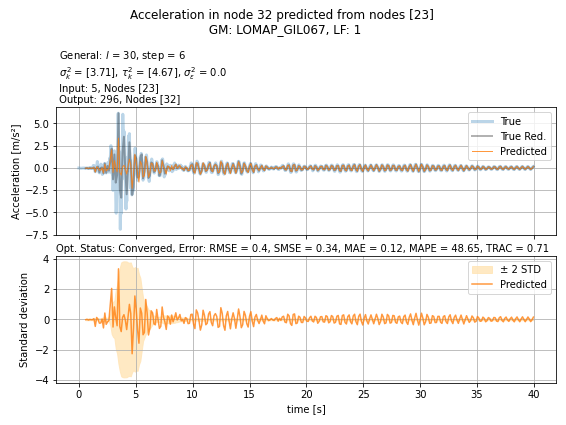 Acceleration in node 32 predicted from nodes [23]
GM: LOMAP_GIL067, LF: 1
General: l = 30, step = 6
σ²ₖ = [3.71], τ²ₖ = [4.67], σ²ε = 0.0
Input: 5, Nodes [23]
Output: 296, Nodes [32]
Acceleration [m/s²]
5.0
2.5
0.0
−2.5
−5.0
−7.5
True
True Red.
Predicted
Opt. Status: Converged, Error: RMSE = 0.4, SMSE = 0.34, MAE = 0.12, MAPE = 48.65, TRAC = 0.71
Standard deviation
4
2
0
−2
−4
± 2 STD
Predicted
0 5 10 15 20 25 30 35 40
time [s]